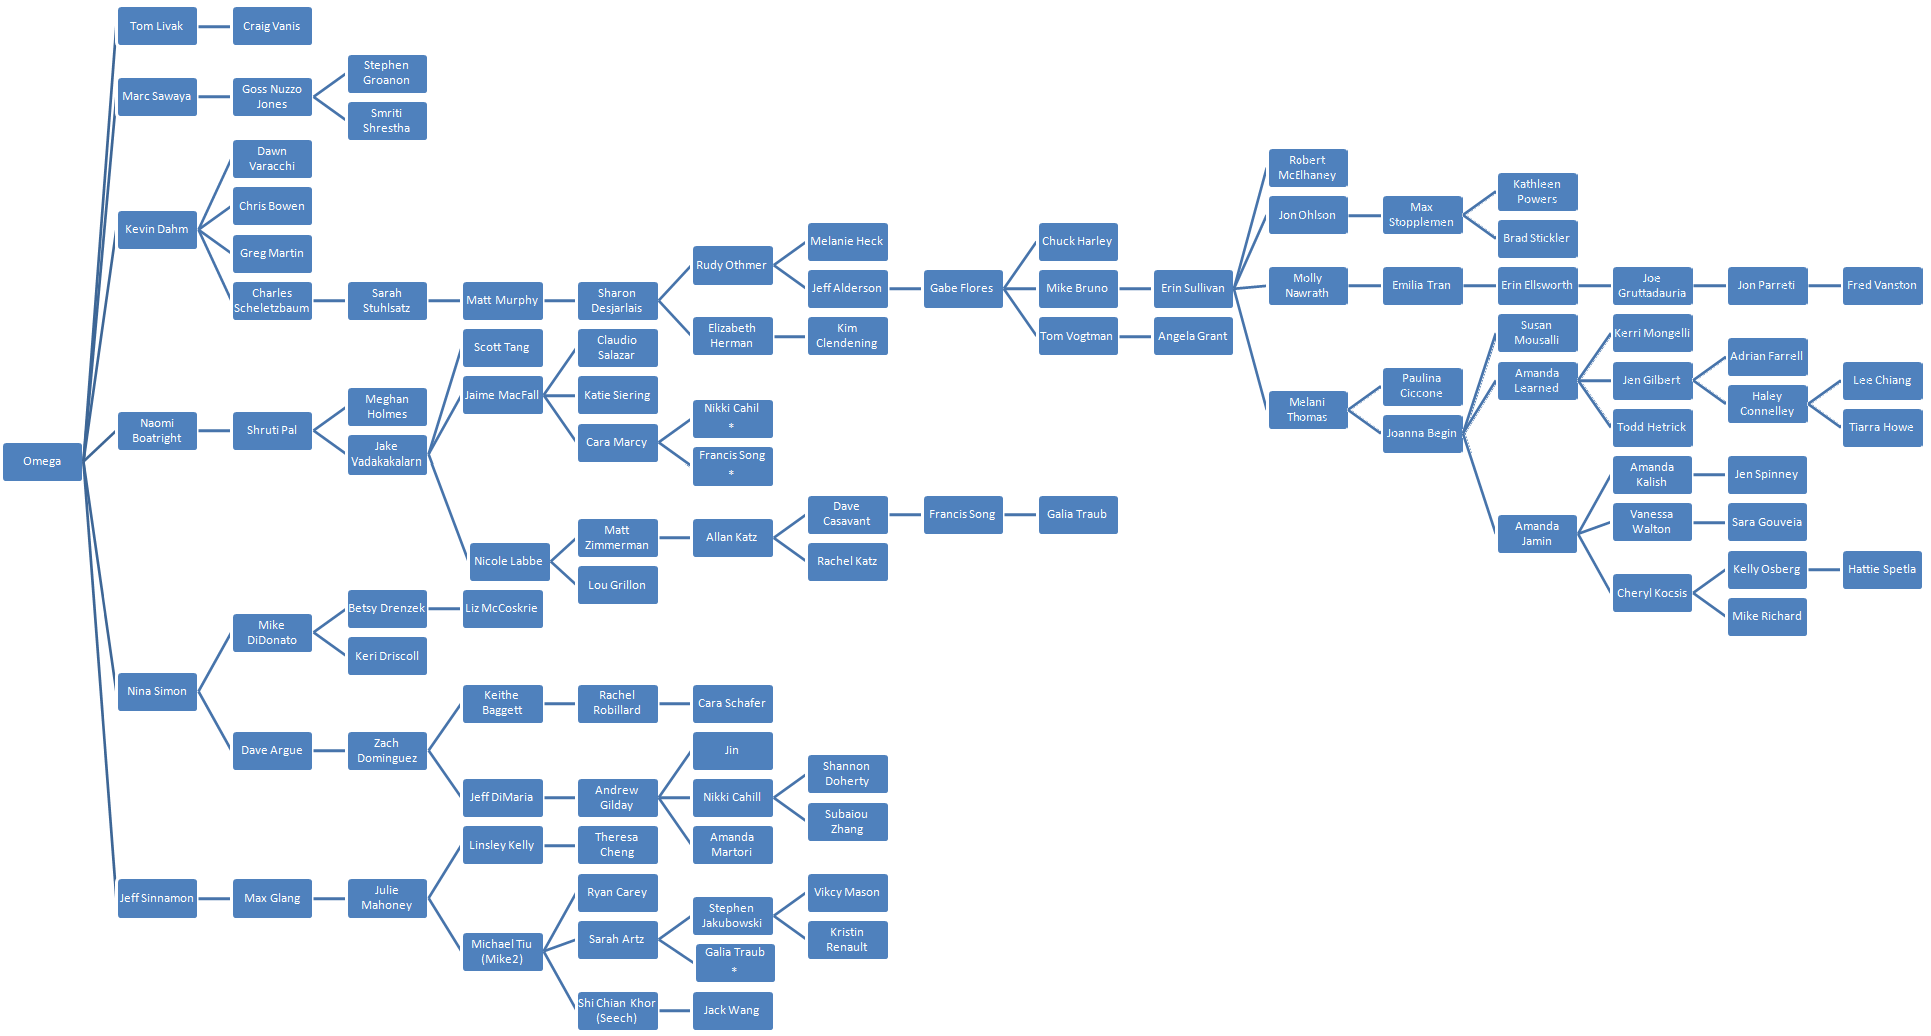 Omega
Tom Livak
Craig Vanis
Marc Sawaya
Goss Nuzzo
Jones
Stephen
Groanon
Smriti
Shrestha
Kevin Dahm
Dawn
Varacchi
Chris Bowen
Greg Martin
Charles
Scheletzbaum
Sarah
Stuhlsatz
Matt Murphy
Sharon
Desjarlais
Rudy Othmer
Melanie Heck
Jeff Alderson
Gabe Flores
Chuck Harley
Mike Bruno
Erin Sullivan
Robert
McElhaney
Jon Ohlson
Max
Stopplemen
Kathleen
Powers
Brad Stickler
Molly
Nawrath
Emilia Tran
Erin Ellsworth
Joe
Gruttadauria
Jon Parreti
Fred Vanston
Melani
Thomas
Paulina
Ciccone
Joanna Begin
Susan
Mousalli
Amanda
Learned
Kerri Mongelli
Jen Gilbert
Adrian Farrell
Haley
Connelley
Lee Chiang
Tiarra Howe
Todd Hetrick
Amanda
Jamin
Amanda
Kalish
Jen Spinney
Vanessa
Walton
Sara Gouveia
Cheryl Kocsis
Kelly Osberg
Hattie Spetla
Mike Richard
Tom Vogtman
Angela Grant
Elizabeth
Herman
Kim
Clendening
Naomi
Boatright
Shruti Pal
Meghan
Holmes
Jake
Vadakakalarn
Scott Tang
Jaime MacFall
Claudio
Salazar
Katie Siering
Cara Marcy
Nikki Cahil
*
Francis Song
*
Nicole Labbe
Matt
Zimmerman
Allan Katz
Dave
Casavant
Francis Song
Galia Traub
Rachel Katz
Lou Grillon
Nina Simon
Mike
DiDonato
Betsy Drenzek
Liz McCoskrie
Keri Driscoll
Dave Argue
Zach
Dominguez
Keithe
Baggett
Rachel
Robillard
Cara Schafer
Jeff DiMaria
Andrew
Gilday
Jin
Nikki Cahill
Shannon
Doherty
Subaiou
Zhang
Amanda
Martori
Jeff Sinnamon
Max Glang
Julie
Mahoney
Linsley Kelly
Theresa
Cheng
Michael Tiu
(Mike2)
Ryan Carey
Sarah Artz
Stephen
Jakubowski
Vikcy Mason
Kristin
Renault
Galia Traub
*
Shi Chian Khor
(Seech)
Jack Wang